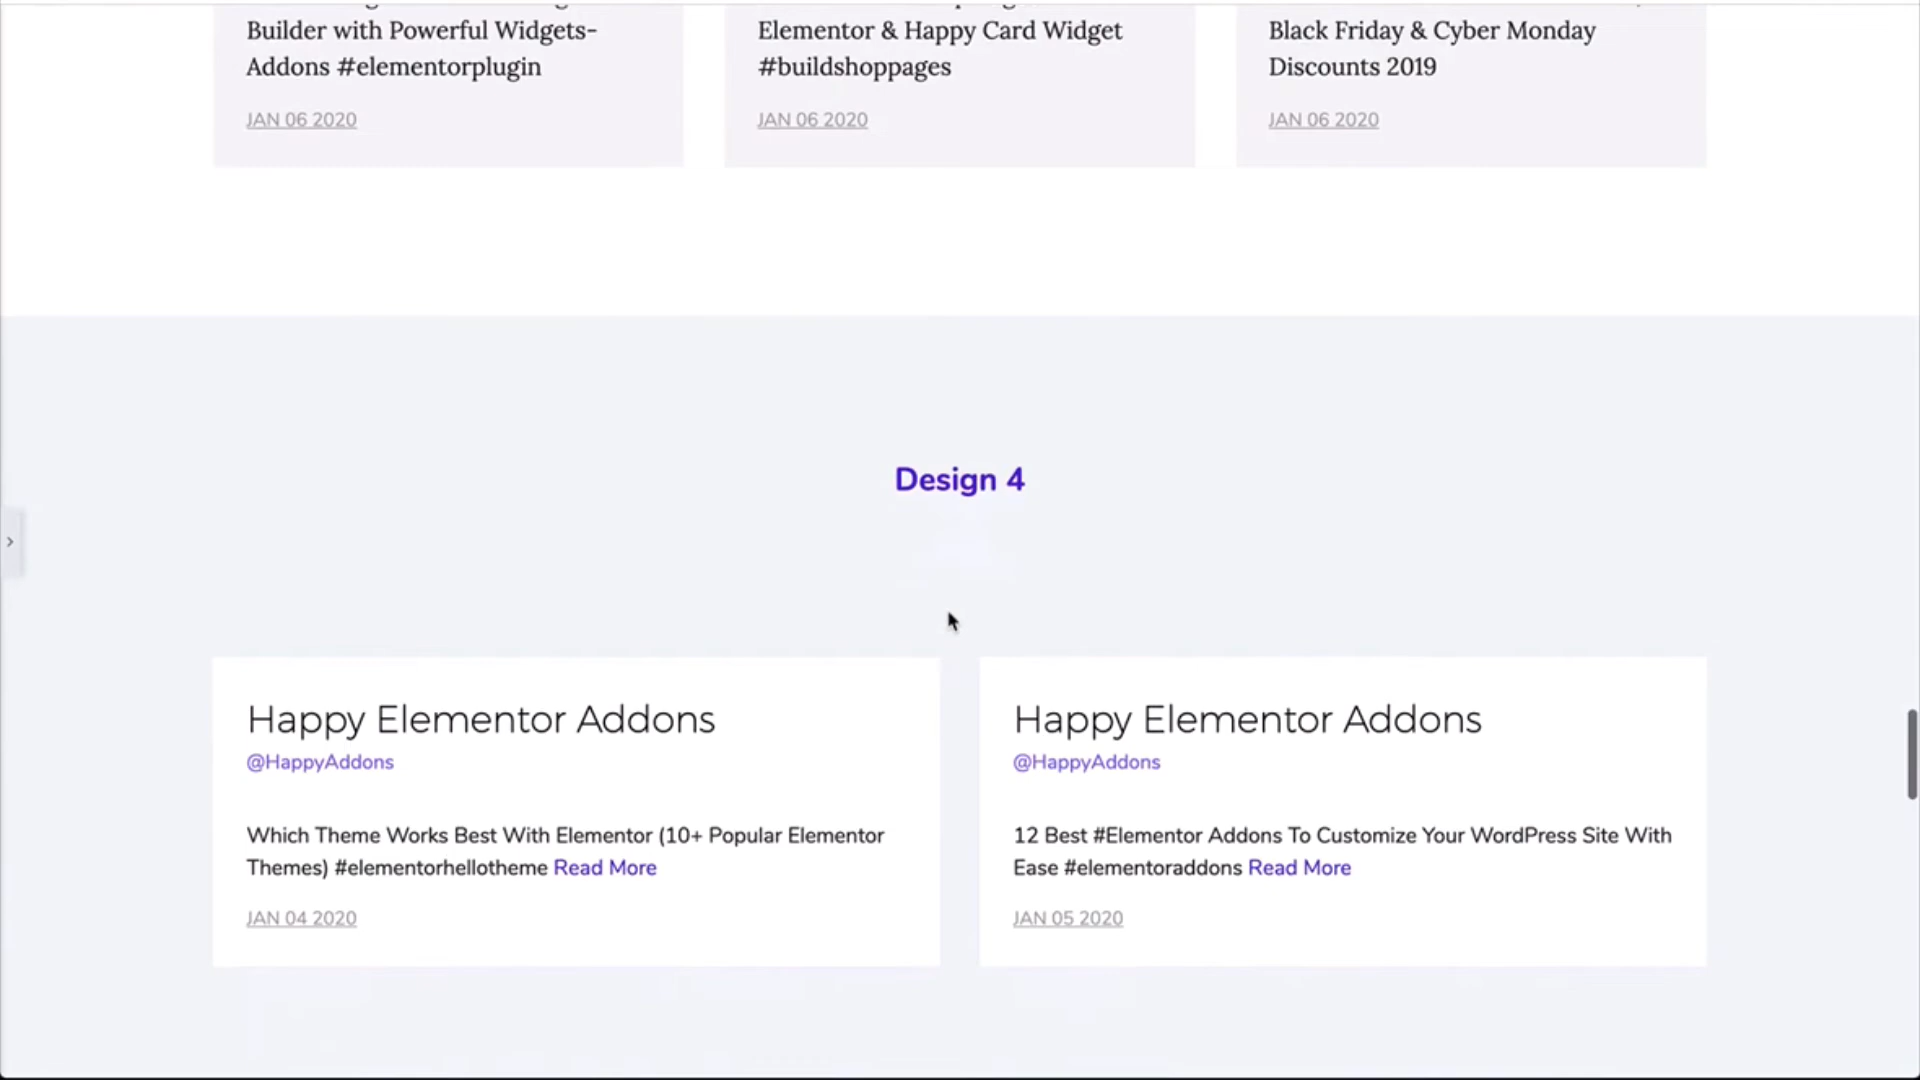 Builder with Powerful Widgets-
Addons #elementorplugin
JAN 06 2020
Elementor & Happy Card Widget
#buildshoppages
JAN 06 2020
Black Friday & Cyber Monday
Discounts 2019
JAN 06 2020
Design 4
Happy Elementor Addons
@HappyAddons
Which Theme Works Best With Elementor (10+ Popular Elementor
Themes) #elementorhellotheme Read More
JAN 04 2020
Happy Elementor Addons
@HappyAddons
12 Best #Elementor Addons To Customize Your WordPress Site With
Ease #elementoraddons Read More
JAN 05 2020